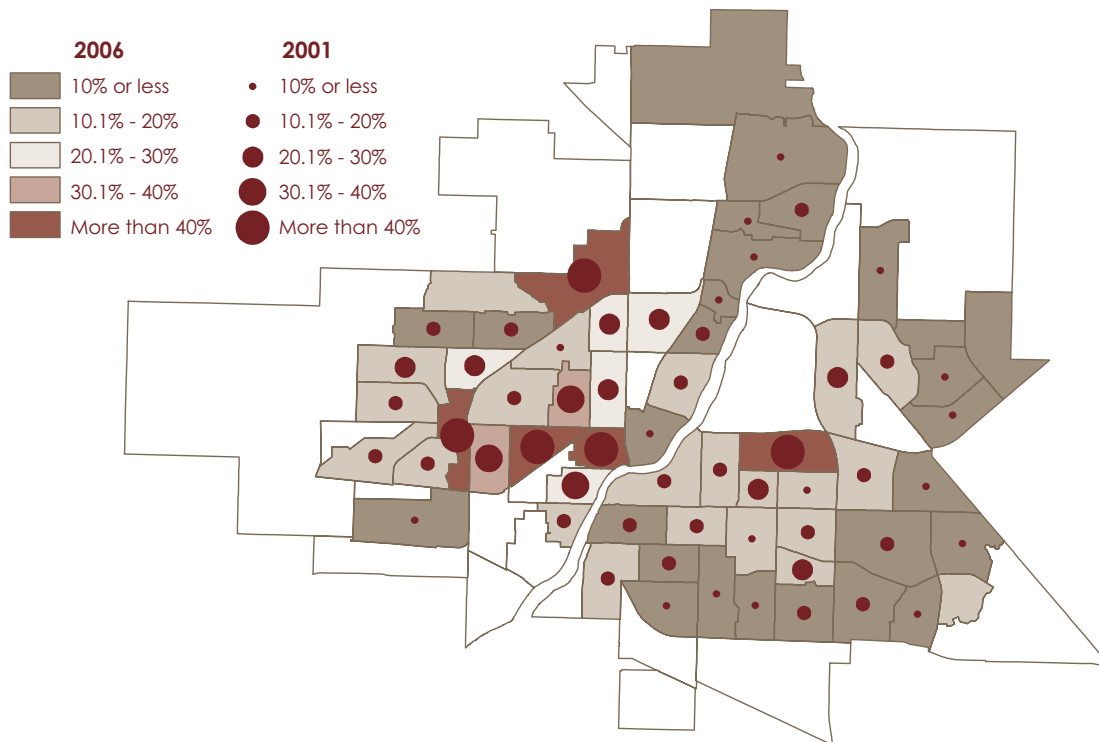 2006
10% or less
10.1% - 20%
20.1% - 30%
30.1% - 40%
More than 40%
2001
10% or less
10.1% - 20%
20.1% - 30%
30.1% - 40%
More than 40%